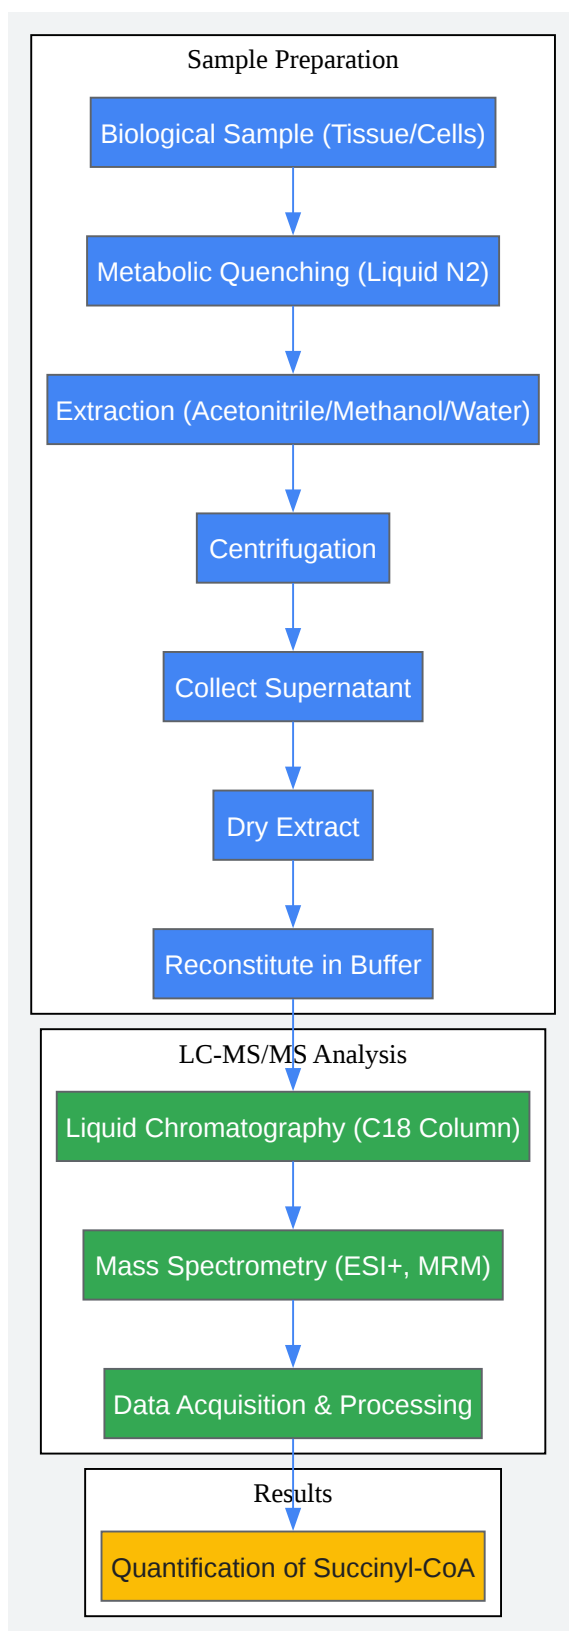 Sample Preparation
Biological Sample (Tissue/Cells)
Metabolic Quenching (Liquid N2)
Extraction (Acetonitrile/Methanol/Water)
Centrifugation
Collect Supernatant
Dry Extract
Reconstitute in Buffer
LC-MS/MS Analysis
Liquid Chromatography (C18 Column)
Mass Spectrometry (ESI+, MRM)
Data Acquisition & Processing
Results
Quantification of Succinyl-CoA